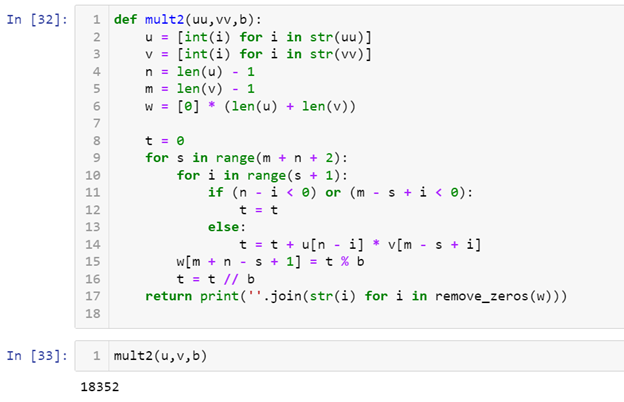 In [32]:
1 def mult2(uu,vv,b):
2     u = [int(i) for i in str(uu)]
3     v = [int(i) for i in str(vv)]
4     n = len(u) - 1
5     m = len(v) - 1
6     w = [0] * (len(u) + len(v))
7
8     t = 0
9     for s in range(m + n + 2):
10         for i in range(s + 1):
11             if (n - i < 0) or (m - s + i < 0):
12                 t = t
13             else:
14                 t = t + u[n - i] * v[m - s + i]
15         w[m + n - s + 1] = t % b
16         t = t // b
17     return print(''.join(str(i) for i in remove_zeros(w)))
18
In [33]:
1 mult2(u,v,b)
18352